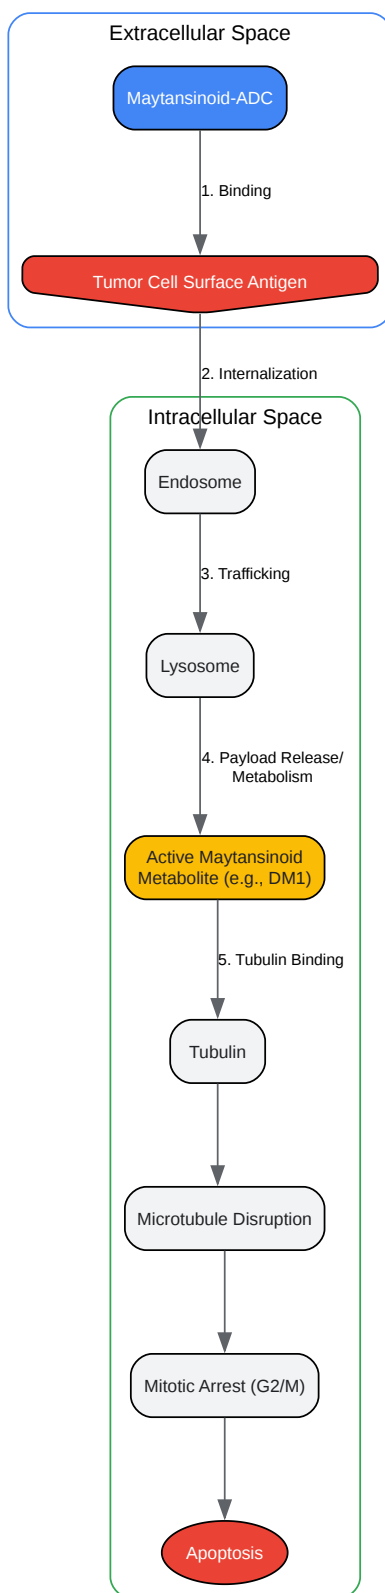 Extracellular Space
Maytansinoid-ADC
1. Binding
Tumor Cell Surface Antigen
2. Internalization
Intracellular Space
Endosome
3. Trafficking
Lysosome
4. Payload Release/
Metabolism
Active Maytansinoid
Metabolite (e.g., DM1)
5. Tubulin Binding
Tubulin
Microtubule Disruption
Mitotic Arrest (G2/M)
Apoptosis